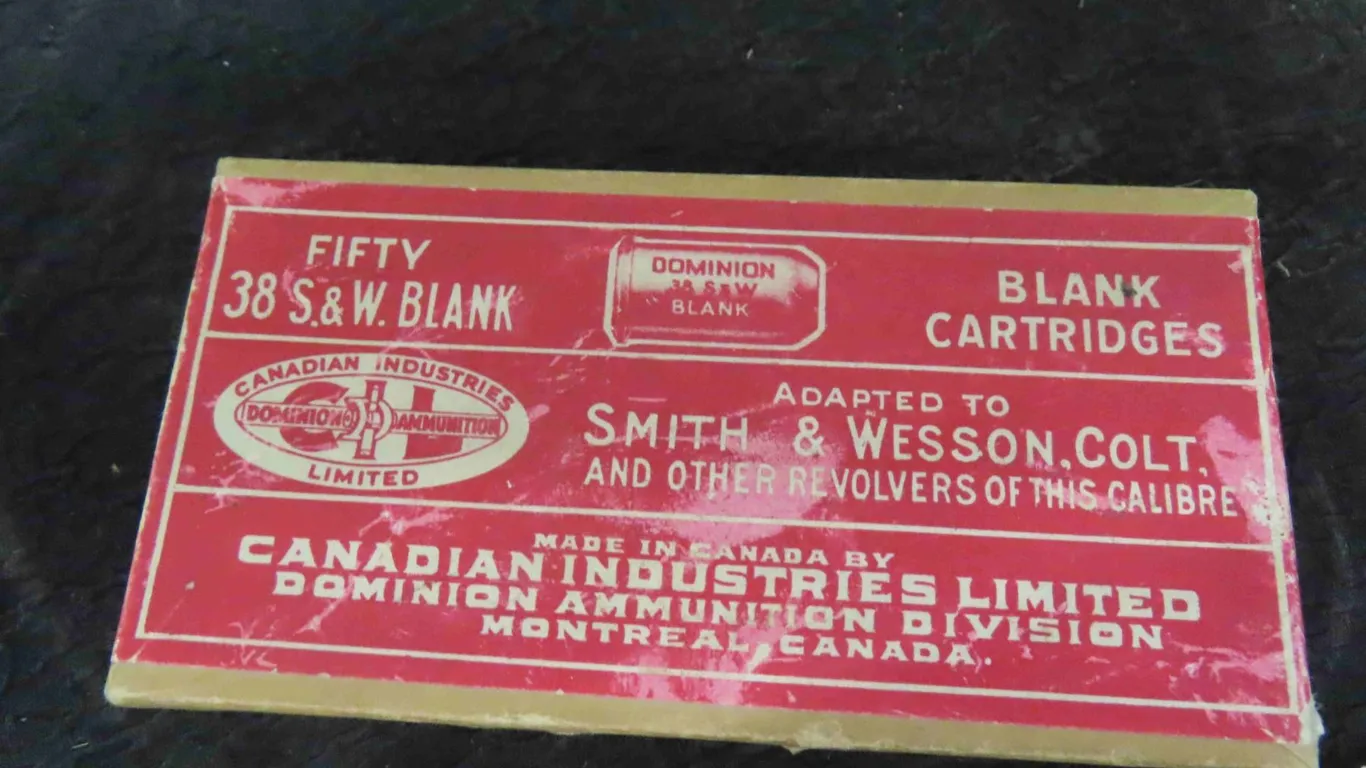 FIFTY
38 S.&W. BLANK
DOMINION
38 S&W
BLANK
BLANK
CARTRIDGES
CANADIAN INDUSTRIES
DOMINION AMMUNITION
LIMITED
ADAPTED TO
SMITH & WESSON, COLT,
AND OTHER REVOLVERS OF THIS CALIBRE
MADE IN CANADA BY
CANADIAN INDUSTRIES LIMITED
DOMINION AMMUNITION DIVISION
MONTREAL, CANADA.